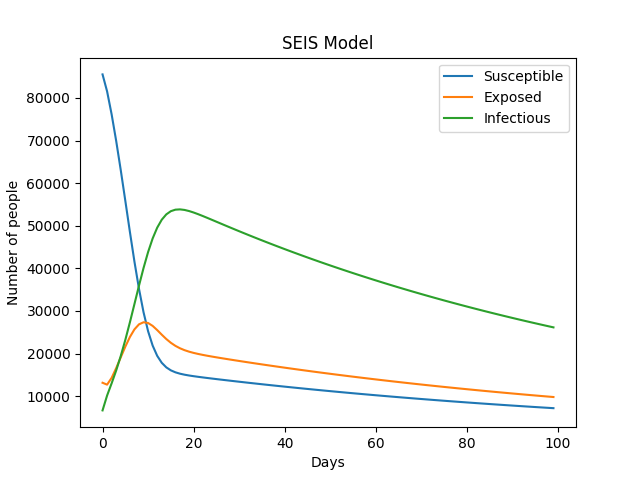 SEIS Model
Susceptible
Exposed
Infectious
Number of people
80000
70000
60000
50000
40000
30000
20000
10000
0 20 40 60 80 100
Days